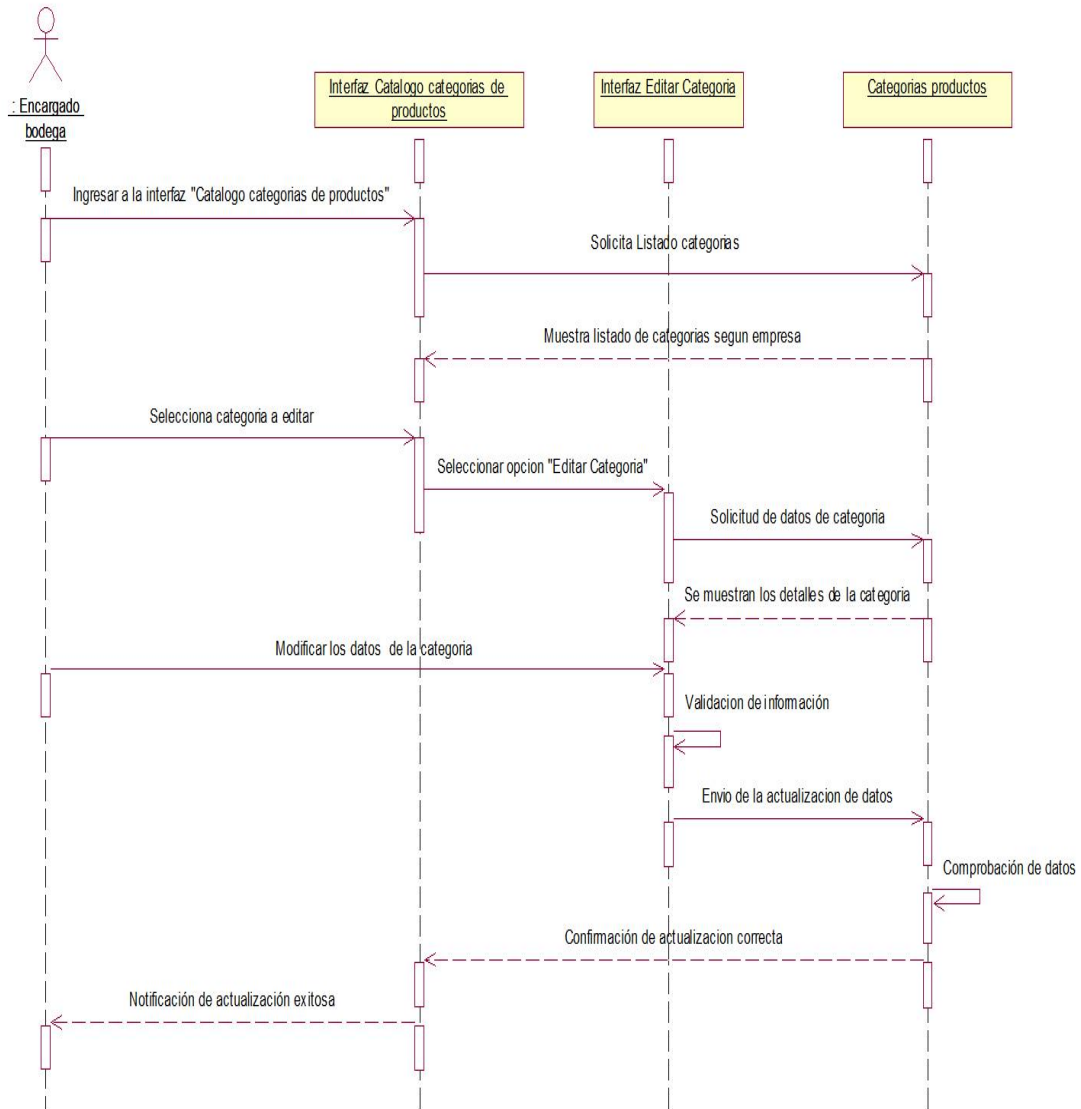 : Encargado
bodega
Interfaz Catalogo categorias de
productos
Interfaz Editar Categoria
Categorias productos
Ingresar a la interfaz "Catalogo categorias de productos"
Solicita Listado categorias
Muestra listado de categorias segun empresa
Selecciona categoria a editar
Seleccionar opcion "Editar Categoria"
Solicitud de datos de categoria
Se muestran los detalles de la categoria
Modificar los datos de la categoria
Validacion de información
Envio de la actualizacion de datos
Comprobación de datos
Confirmación de actualizacion correcta
Notificación de actualización exitosa